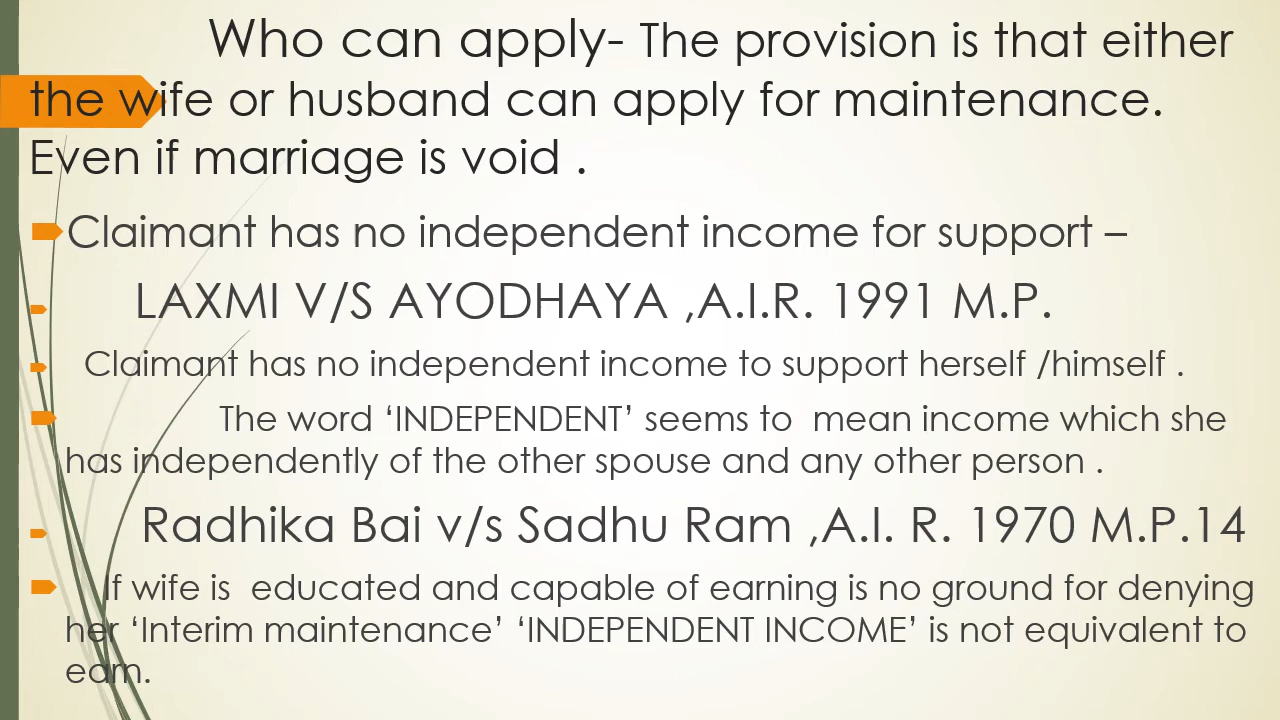 Who can apply- The provision is that either
the wife or husband can apply for maintenance.
Even if marriage is void .
Claimant has no independent income for support –
LAXMI V/S AYODHAYA ,A.I.R. 1991 M.P.
Claimant has no independent income to support herself /himself .
The word ‘INDEPENDENT’ seems to  mean income which she
has independently of the other spouse and any other person .
Radhika Bai v/s Sadhu Ram ,A.I. R. 1970 M.P.14
If wife is  educated and capable of earning is no ground for denying
her ‘Interim maintenance’ ‘INDEPENDENT INCOME’ is not equivalent to
earn.